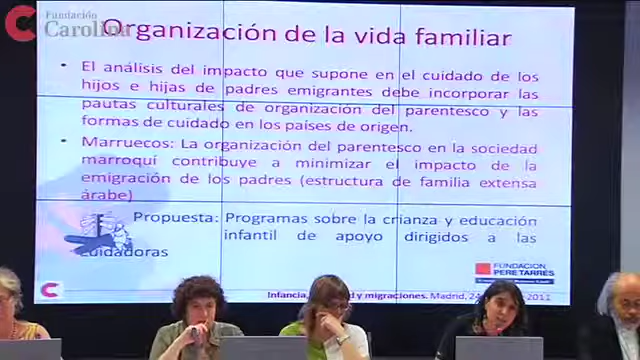 Fundación
Carolina
Organización de la vida familiar
• El análisis del impacto que supone en el cuidado de los
hijos e hijas de padres emigrantes debe incorporar las
pautas culturales de organización del parentesco y las
formas de cuidado en los países de origen.
• Marruecos: La organización del parentesco en la sociedad
marroquí contribuye a minimizar el impacto de la
emigración de los padres (estructura de familia extensa
árabe)
Propuesta: Programas sobre la crianza y educación
infantil de apoyo dirigidos a las
cuidadoras
FUNDACION
PERE TARRÉS
Infancia, y migraciones. Madrid, 24 2011